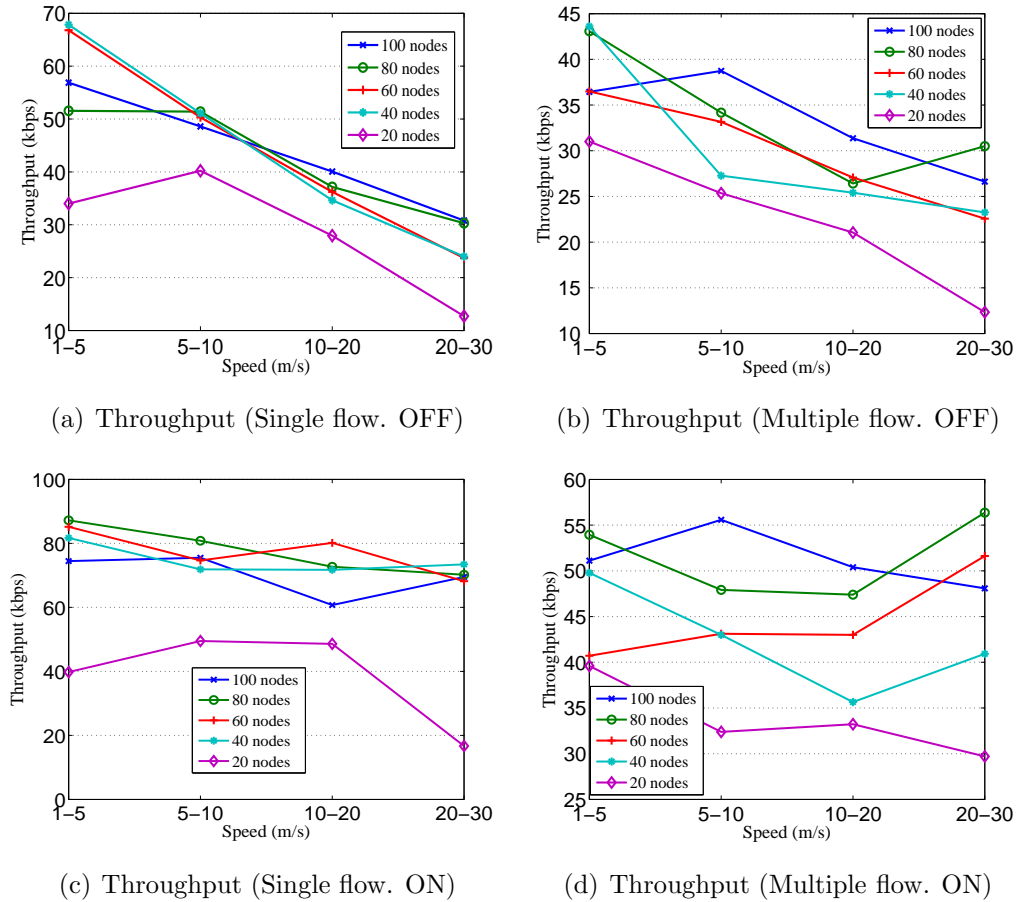 70
60
50
40
30
20
10
Throughput (kbps)
1−5
5−10
10−20
20−30
Speed (m/s)
100 nodes
80 nodes
60 nodes
40 nodes
20 nodes
(a) Throughput (Single flow. OFF)
45
40
35
30
25
20
15
10
Throughput (kbps)
1−5
5−10
10−20
20−30
Speed (m/s)
100 nodes
80 nodes
60 nodes
40 nodes
20 nodes
(b) Throughput (Multiple flow. OFF)
100
80
60
40
20
0
Throughput (kbps)
1−5
5−10
10−20
20−30
Speed (m/s)
100 nodes
80 nodes
60 nodes
40 nodes
20 nodes
(c) Throughput (Single flow. ON)
60
55
50
45
40
35
30
25
Throughput (kbps)
1−5
5−10
10−20
20−30
Speed (m/s)
100 nodes
80 nodes
60 nodes
40 nodes
20 nodes
(d) Throughput (Multiple flow. ON)